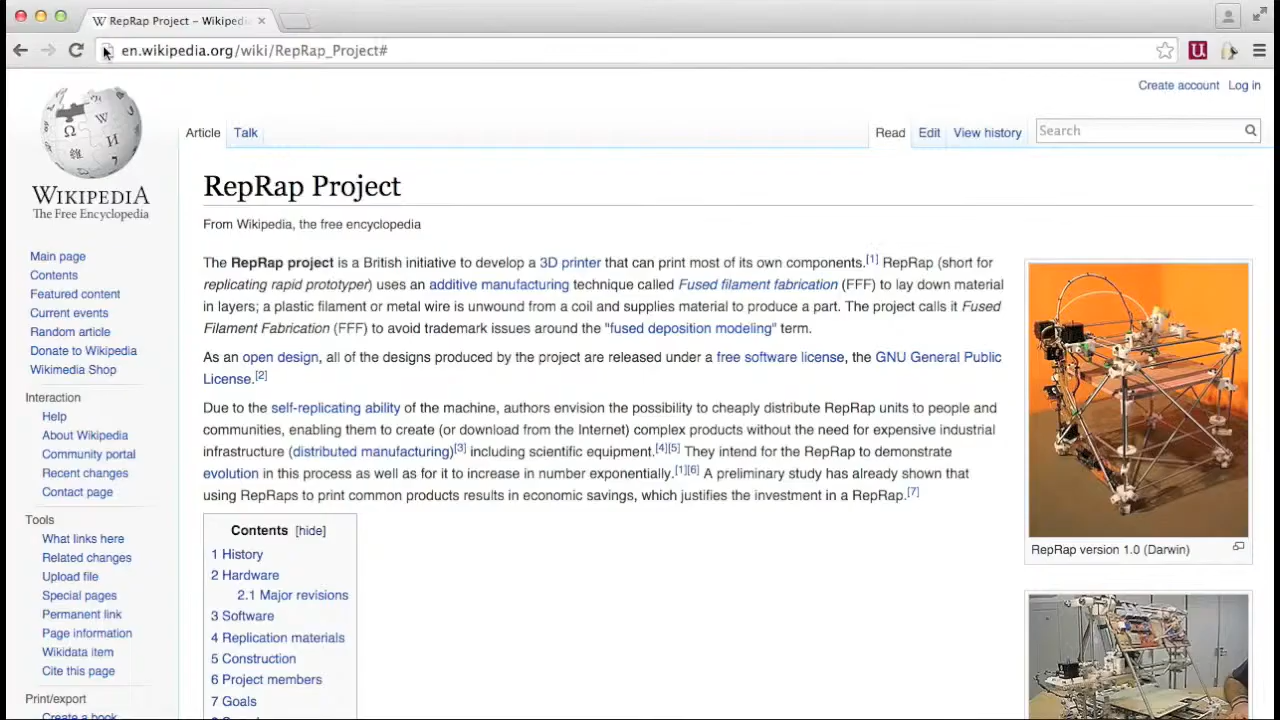 RepRap Project – Wikipedi
en.wikipedia.org/wiki/RepRap_Project#
Create account Log in
Article Talk Read Edit View history Search
WIKIPEDIA
The Free Encyclopedia
RepRap Project
From Wikipedia, the free encyclopedia
The RepRap project is a British initiative to develop a 3D printer that can print most of its own components.[1] RepRap (short for
replicating rapid prototyper) uses an additive manufacturing technique called Fused filament fabrication (FFF) to lay down material
in layers; a plastic filament or metal wire is unwound from a coil and supplies material to produce a part. The project calls it Fused
Filament Fabrication (FFF) to avoid trademark issues around the "fused deposition modeling" term.
As an open design, all of the designs produced by the project are released under a free software license, the GNU General Public
License.[2]
Due to the self-replicating ability of the machine, authors envision the possibility to cheaply distribute RepRap units to people and
communities, enabling them to create (or download from the Internet) complex products without the need for expensive industrial
infrastructure (distributed manufacturing)[3] including scientific equipment.[4][5] They intend for the RepRap to demonstrate
evolution in this process as well as for it to increase in number exponentially.[1][6] A preliminary study has already shown that
using RepRaps to print common products results in economic savings, which justifies the investment in a RepRap.[7]
Contents [hide]
1 History
2 Hardware
2.1 Major revisions
3 Software
4 Replication materials
5 Construction
6 Project members
7 Goals
RepRap version 1.0 (Darwin)
Main page
Contents
Featured content
Current events
Random article
Donate to Wikipedia
Wikimedia Shop
Interaction
Help
About Wikipedia
Community portal
Recent changes
Contact page
Tools
What links here
Related changes
Upload file
Special pages
Permanent link
Page information
Wikidata item
Cite this page
Print/export
Create a book